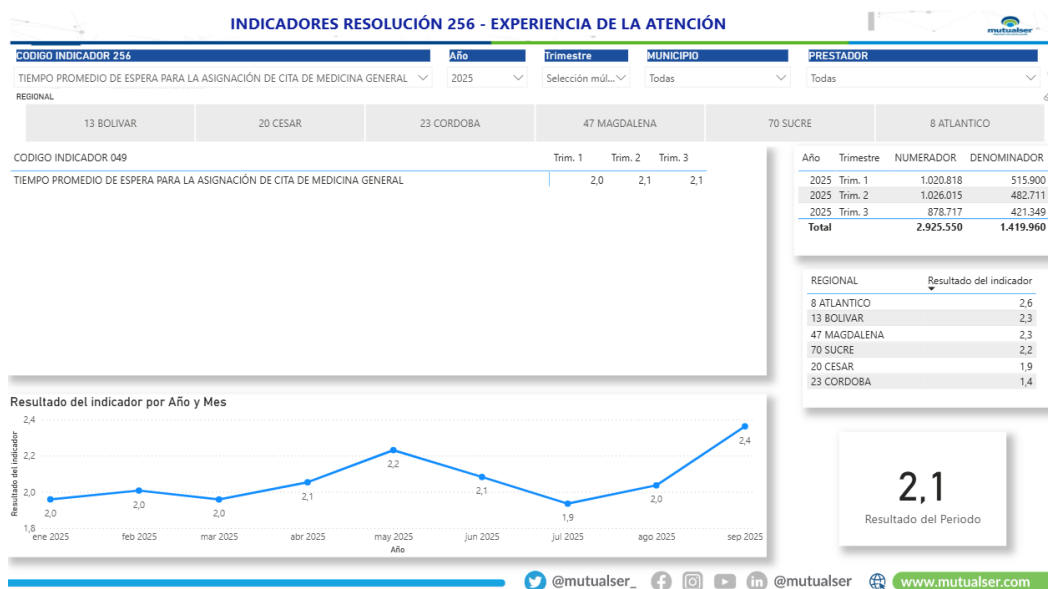 INDICADORES RESOLUCIÓN 256 - EXPERIENCIA DE LA ATENCIÓN
mutualser
CODIGO INDICADOR 256 Año Trimestre MUNICIPIO PRESTADOR
TIEMPO PROMEDIO DE ESPERA PARA LA ASIGNACIÓN DE CITA DE MEDICINA GENERAL 2025 Selección múl... Todas Todas
REGIONAL
13 BOLIVAR 20 CESAR 23 CORDOBA 47 MAGDALENA 70 SUCRE 8 ATLANTICO
CODIGO INDICADOR 049 Trim. 1 Trim. 2 Trim. 3
TIEMPO PROMEDIO DE ESPERA PARA LA ASIGNACIÓN DE CITA DE MEDICINA GENERAL 2,0 2,1 2,1
Año Trimestre NUMERADOR DENOMINADOR
2025 Trim. 1 1.020.818 515.900
2025 Trim. 2 1.026.015 482.711
2025 Trim. 3 878.717 421.349
Total 2.925.550 1.419.960
REGIONAL Resultado del indicador
8 ATLANTICO 2,6
13 BOLIVAR 2,3
47 MAGDALENA 2,3
70 SUCRE 2,2
20 CESAR 1,9
23 CORDOBA 1,4
Resultado del indicador por Año y Mes
Resultado del indicador
2,4
2,2
2,0
1,8
2,0 2,0 2,0 2,1 2,2 2,1 1,9 2,0 2,4
ene 2025 feb 2025 mar 2025 abr 2025 may 2025 jun 2025 jul 2025 ago 2025 sep 2025
Año
2,1
Resultado del Periodo
@mutualser_ @mutualser www.mutualser.com